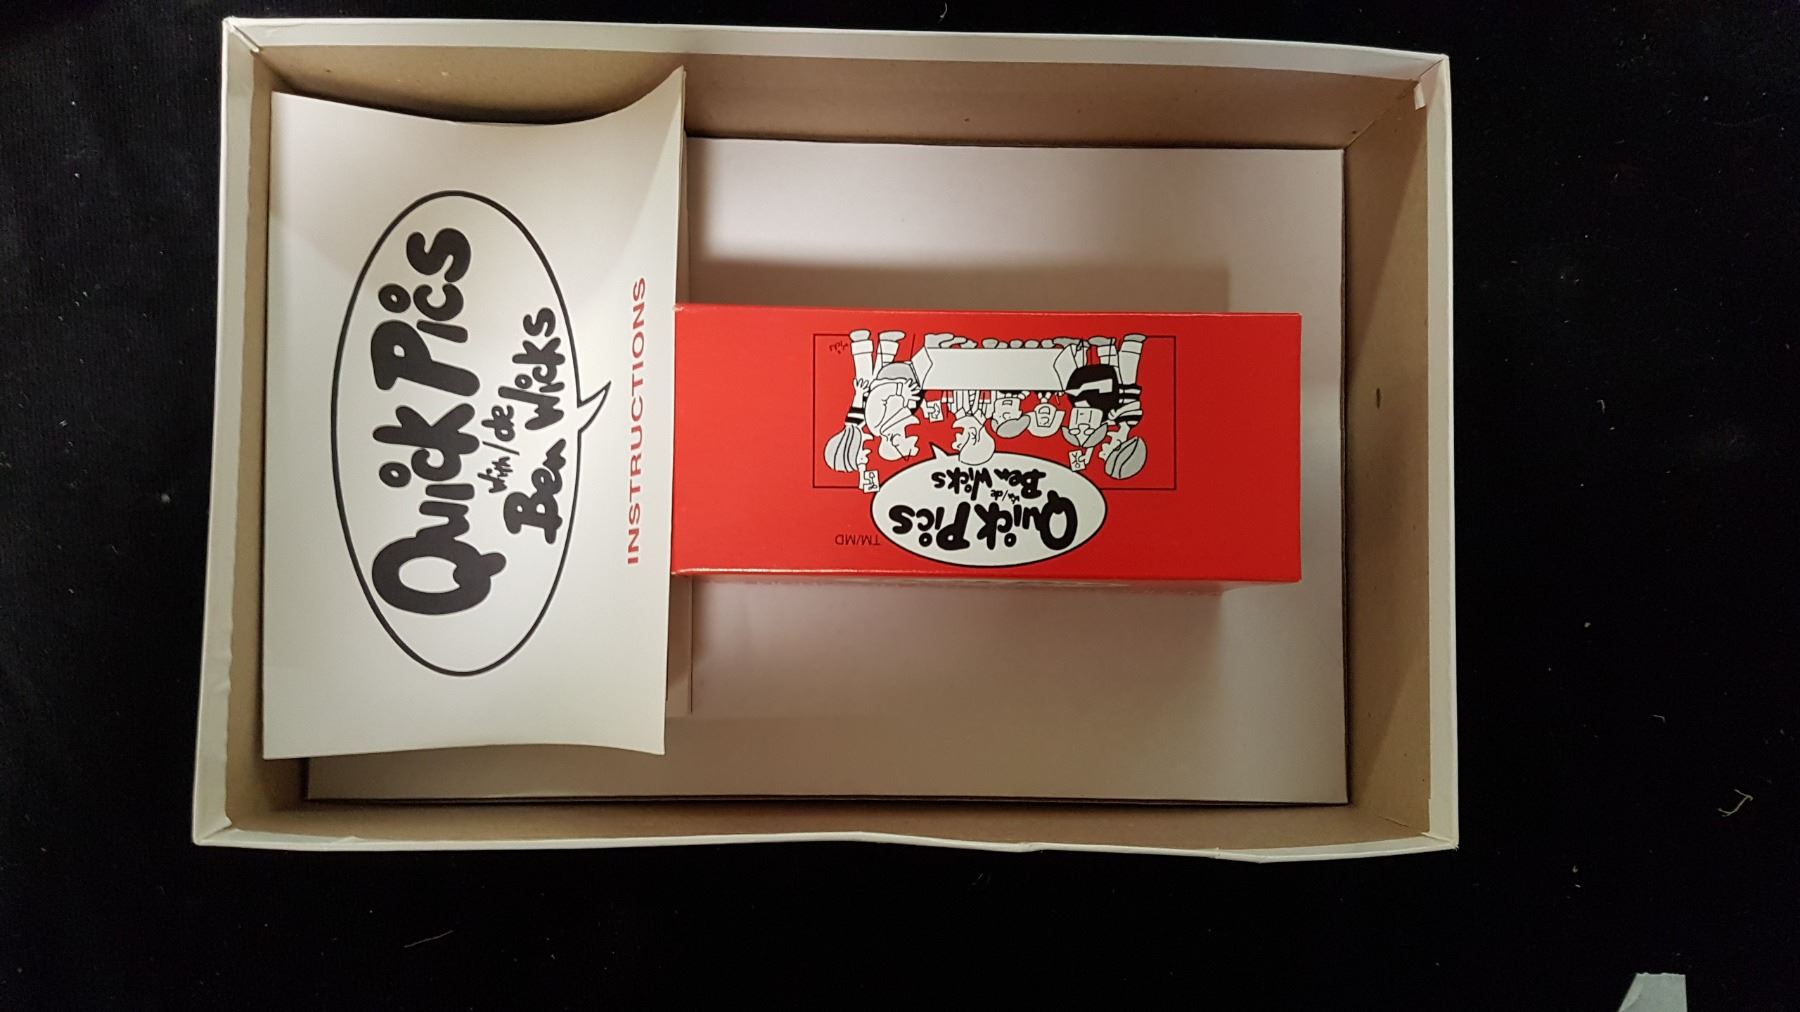 Quick Pics
with/de
Ben Wicks
INSTRUCTIONS
Quick Pics
with/de
Ben Wicks
TM/MD